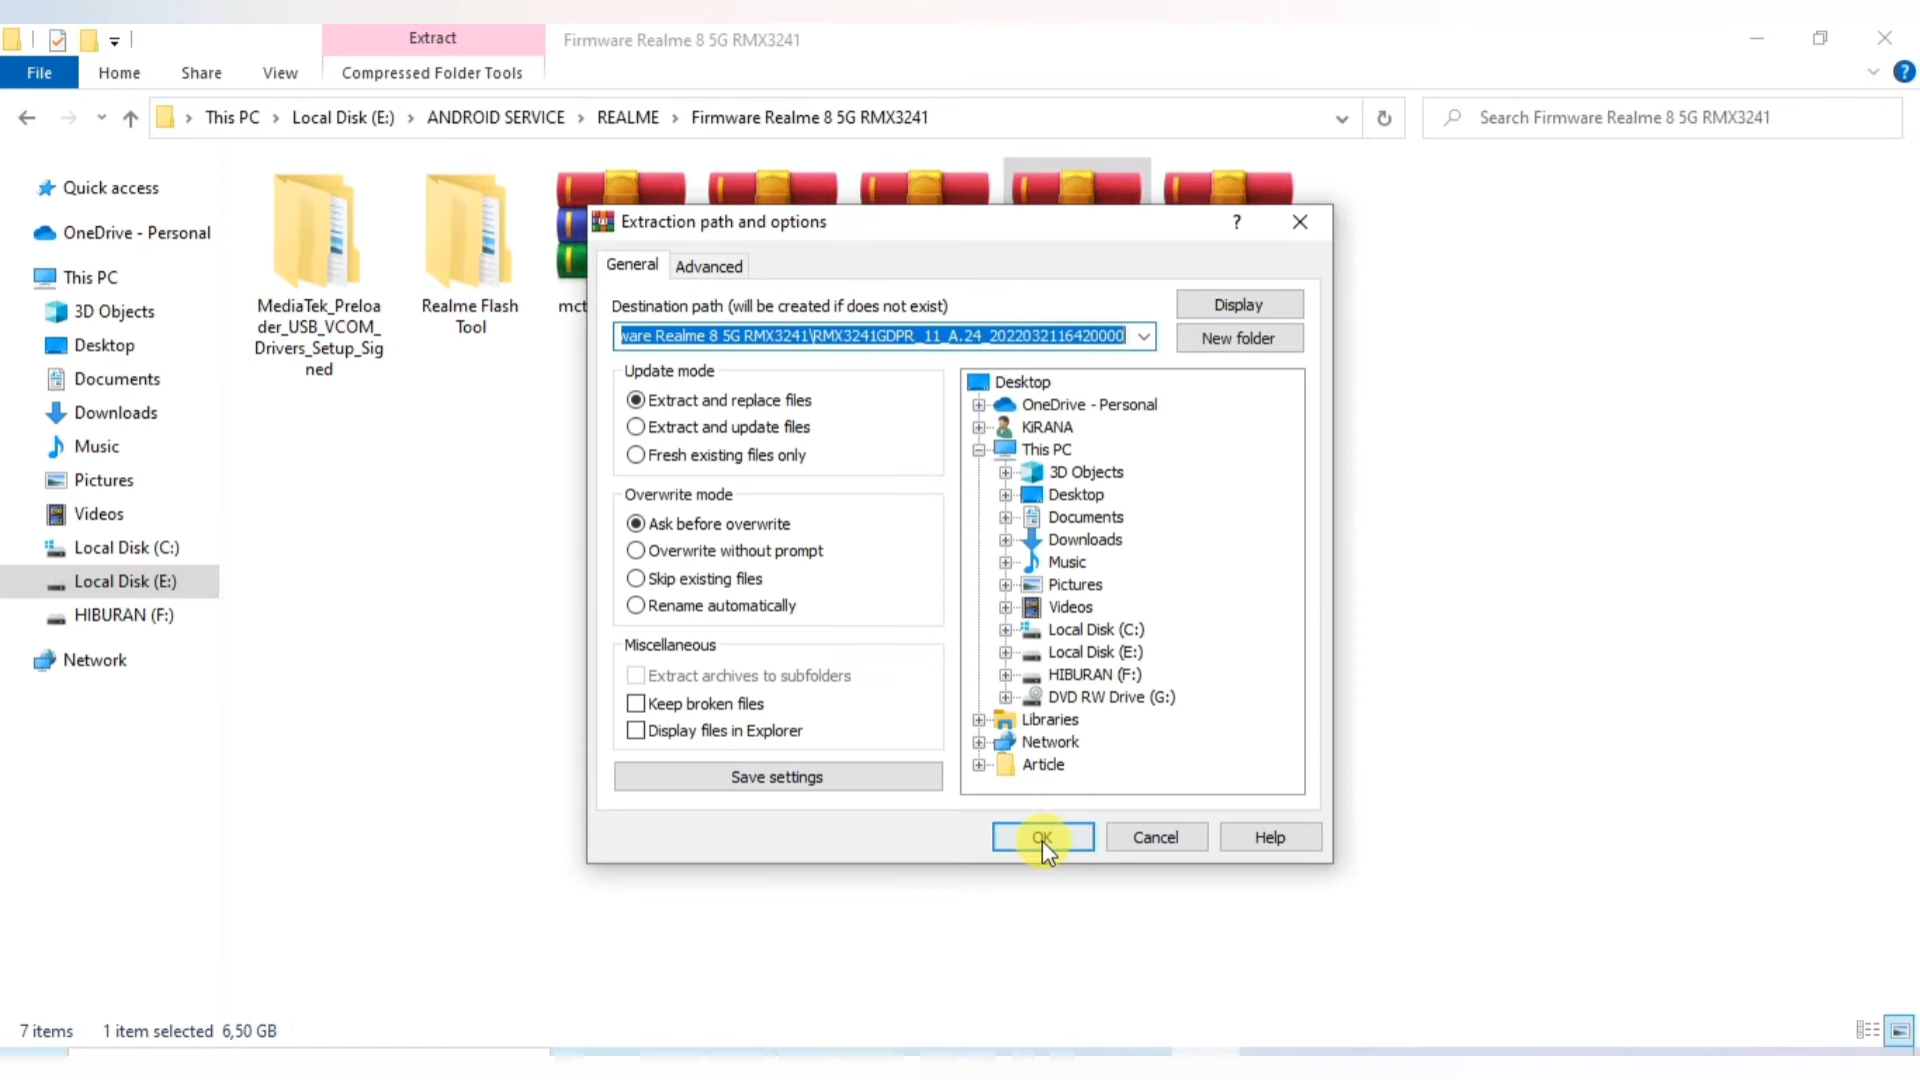 Extract
Firmware Realme 8 5G RMX3241
File
Home
Share
View
Compressed Folder Tools
This PC
Local Disk (E:)
ANDROID SERVICE
REALME
Firmware Realme 8 5G RMX3241
Search Firmware Realme 8 5G RMX3241
Quick access
OneDrive - Personal
This PC
3D Objects
Desktop
Documents
Downloads
Music
Pictures
Videos
Local Disk (C:)
Local Disk (E:)
HIBURAN (F:)
Network
MediaTek_Preloa
der_USB_VCOM_
Drivers_Setup_Sig
ned
Realme Flash
Tool
mct
Extraction path and options
?
General
Advanced
Destination path (will be created if does not exist)
ware Realme 8 5G RMX3241\RMX3241GDPR_11_A.24_2022032116420000
Display
New folder
Update mode
Extract and replace files
Extract and update files
Fresh existing files only
Overwrite mode
Ask before overwrite
Overwrite without prompt
Skip existing files
Rename automatically
Miscellaneous
Extract archives to subfolders
Keep broken files
Display files in Explorer
Save settings
Desktop
OneDrive - Personal
KiRANA
This PC
3D Objects
Desktop
Documents
Downloads
Music
Pictures
Videos
Local Disk (C:)
Local Disk (E:)
HIBURAN (F:)
DVD RW Drive (G:)
Libraries
Network
Article
OK
Cancel
Help
7 items
1 item selected 6,50 GB